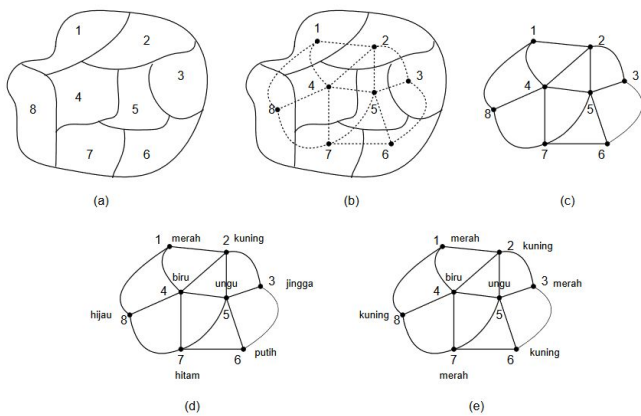 1
2
3
4
5
6
7
8
(a)
1
2
3
4
5
6
7
8
(b)
1
2
3
4
5
6
7
8
(c)
1 merah
2 kuning
3 jingga
biru
4
ungu
5
putih
6
7
hitam
hijau
8
(d)
1 merah
2 kuning
3 merah
biru
4
ungu
5
kuning
6
7
merah
kuning
8
(e)